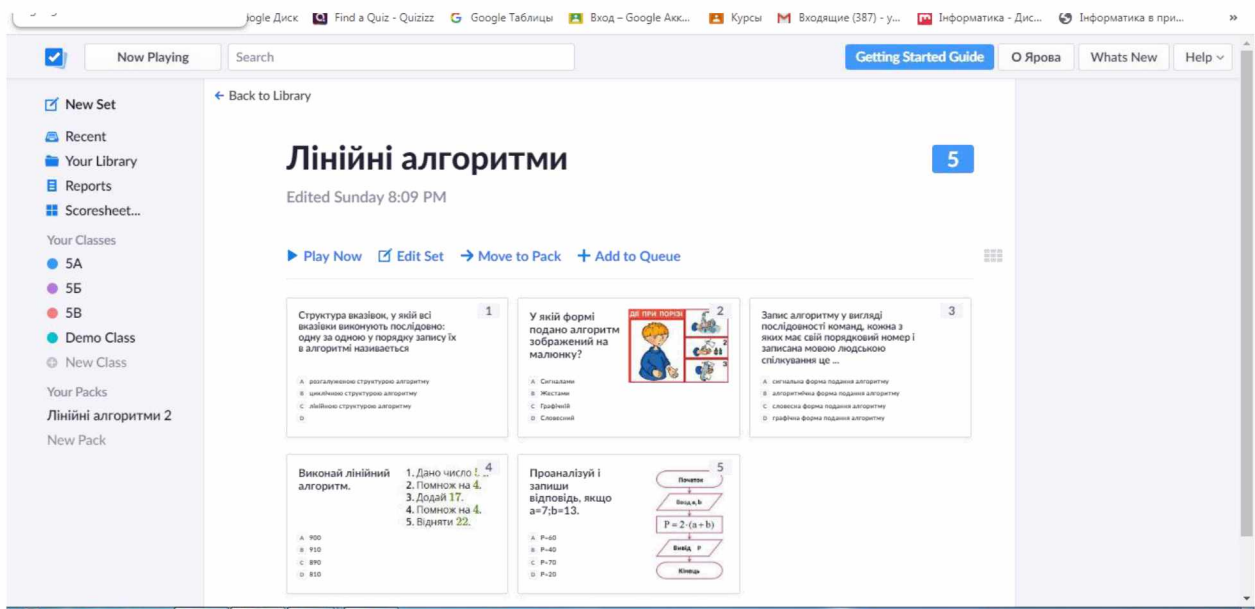 Google Диск Find a Quiz - Quizizz Google Таблицы Вход – Google Акк... Курсы Входящие (387) - y... Інформатика - Дис... Інформатика в при... »
Now Playing Search Getting Started Guide О Ярова Whats New Help
New Set
Recent
Your Library
Reports
Scoresheet...
Your Classes
5А
5Б
5В
Demo Class
New Class
Your Packs
Лінійні алгоритми 2
New Pack
← Back to Library
Лінійні алгоритми
5
Edited Sunday 8:09 PM
Play Now Edit Set → Move to Pack + Add to Queue
1
Структура вказівок, у якій всі
вказівки виконують послідовно:
одну за одною у порядку запису їх
в алгоритмі називається
A розгалуженою структурою алгоритму
B циклічною структурою алгоритму
C лінійною структурою алгоритму
D
2
У якій формі
подано алгоритм
зображений на
малюнку?
ДІЇ ПРИ ПОРІЗІ
2
3
A Сигналами
B Жестами
C Графічній
D Словесний
3
Запис алгоритму у вигляді
послідовності команд, кожна з
яких має свій порядковий номер і
записана мовою людською
спілкування це ...
A сигнальна форма подання алгоритму
B алгоритмічна форма подання алгоритму
C словесна форма подання алгоритму
D графічна форма подання алгоритму
4
Виконай лінійний
алгоритм.
1. Дано число
2. Помнож на 4.
3. Додай 17.
4. Помнож на 4.
5. Відняти 22.
A 900
B 910
C 890
D 810
5
Проаналізуй і
запиши
відповідь, якщо
a=7;b=13.
Початок
Ввод a, b
P = 2·(a+b)
Вивід P
Кінець
A P=60
B P=40
C P=70
D P=20